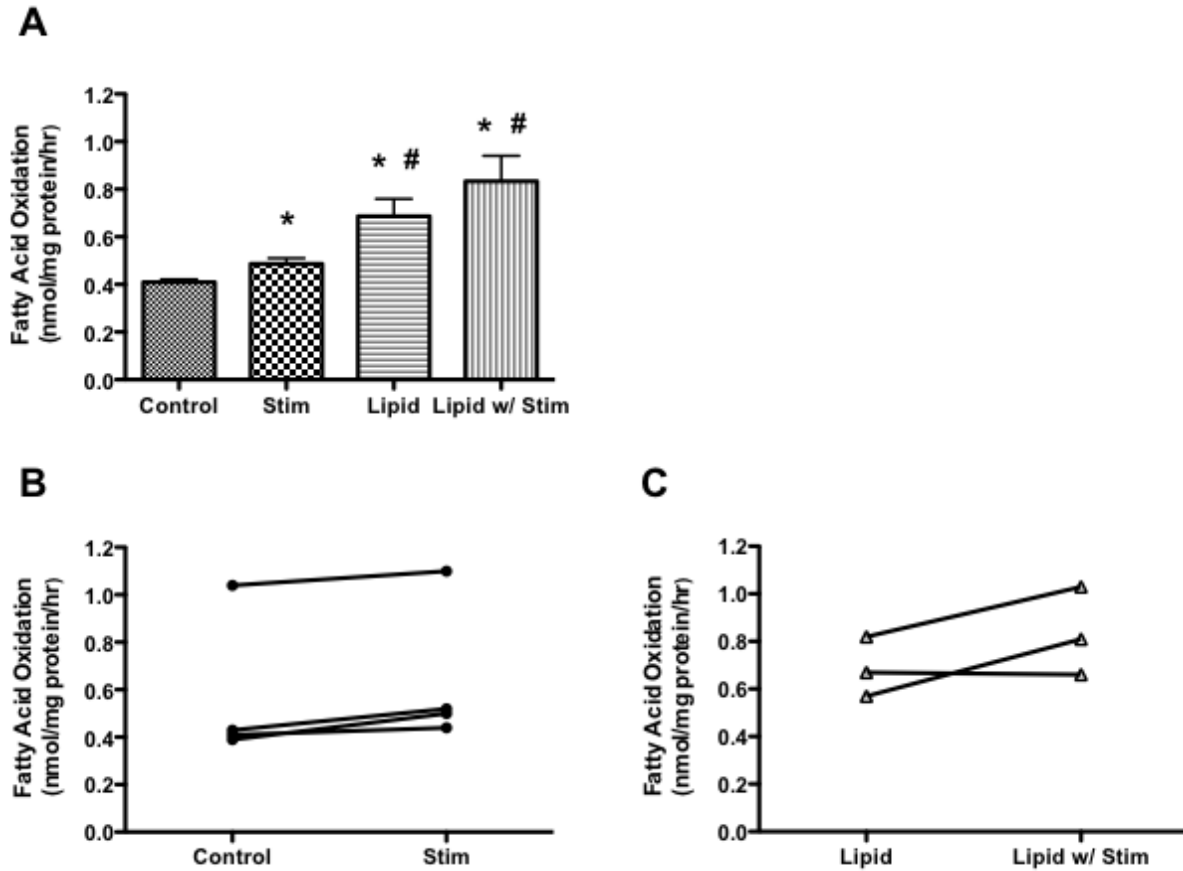 A
Fatty Acid Oxidation
(nmol/mg protein/hr)
1.2
1.0
0.8
0.6
0.4
0.2
0.0
*
* #
* #
Control Stim Lipid Lipid w/ Stim
B
Fatty Acid Oxidation
(nmol/mg protein/hr)
1.2
1.0
0.8
0.6
0.4
0.2
0.0
Control Stim
C
Fatty Acid Oxidation
(nmol/mg protein/hr)
1.2
1.0
0.8
0.6
0.4
0.2
0.0
Lipid Lipid w/ Stim